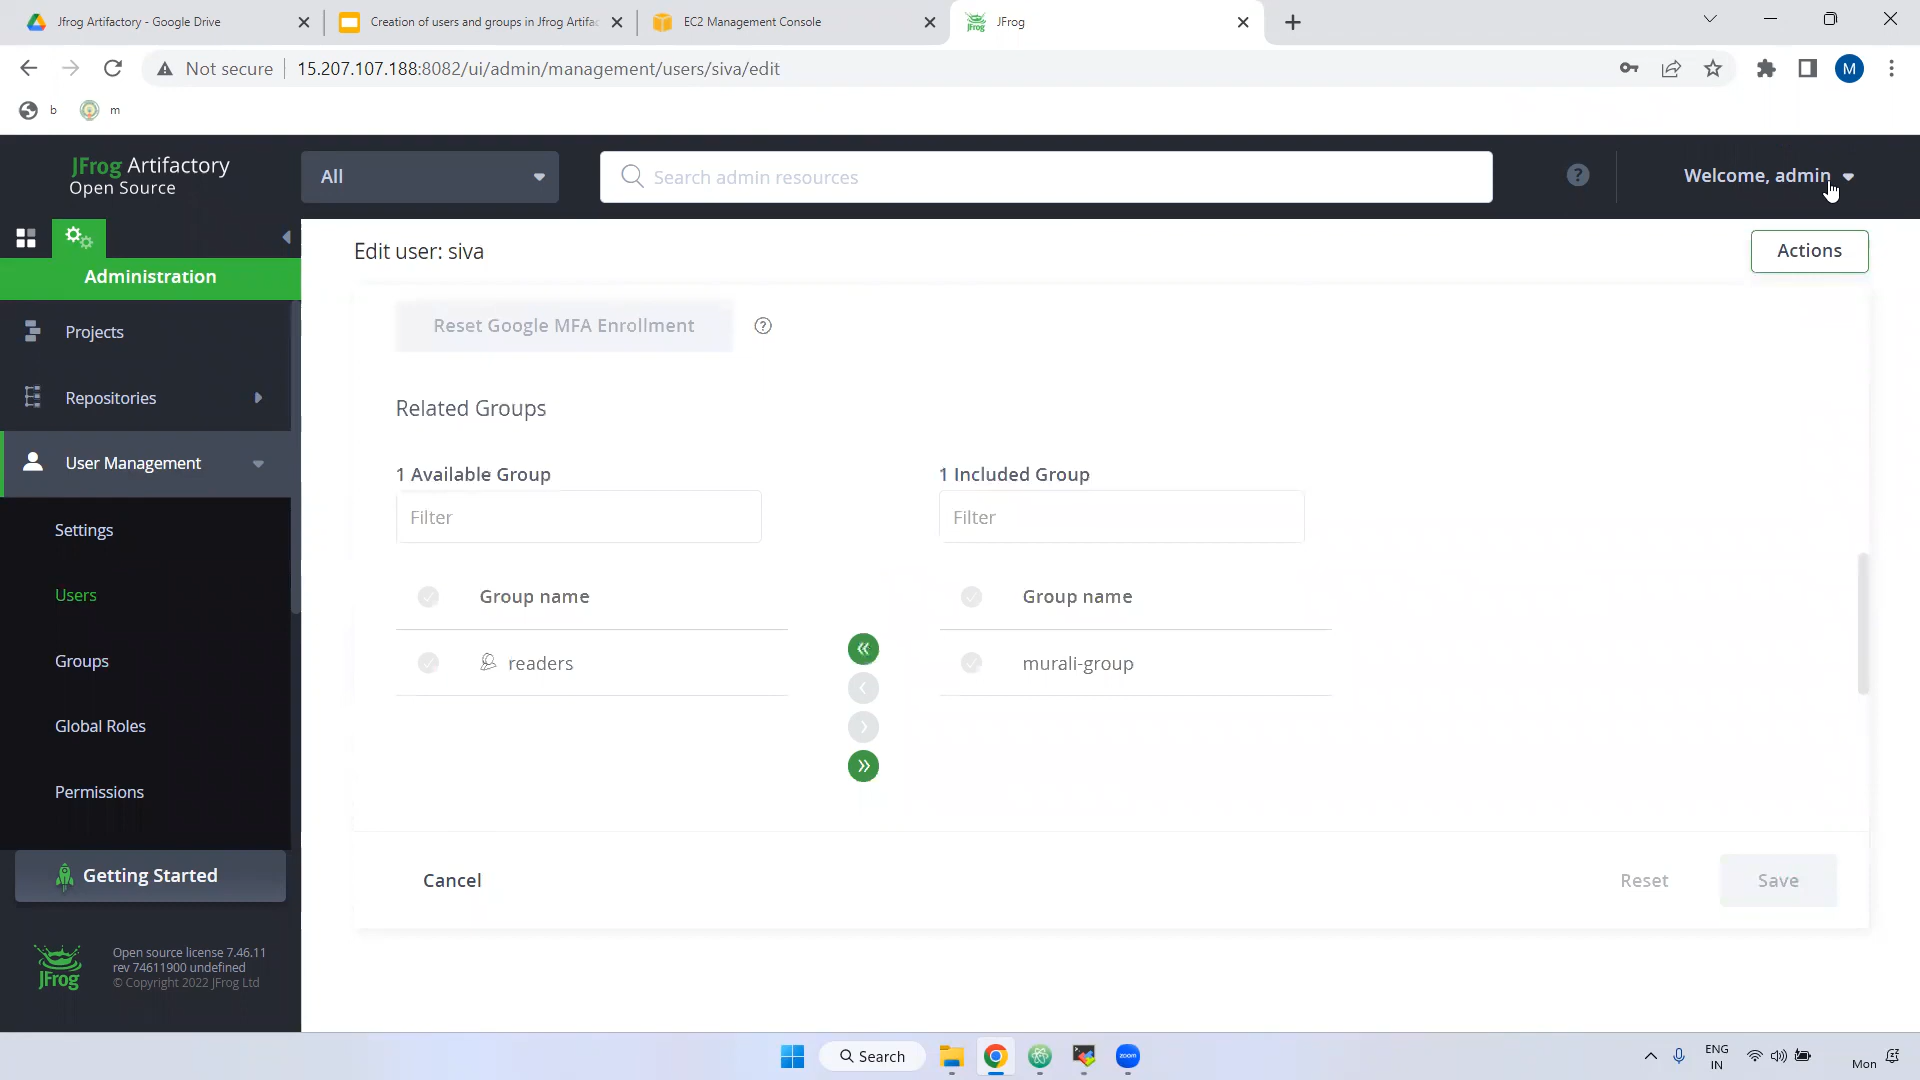 Jfrog Artifactory - Google Drive
Creation of users and groups in Jfrog Artifac
EC2 Management Console
JFrog
Not secure
15.207.107.188:8082/ui/admin/management/users/siva/edit
M
b
m
JFrog Artifactory
Open Source
All
Search admin resources
?
Welcome, admin
Administration
Edit user: siva
Actions
Projects
Repositories
User Management
Settings
Users
Groups
Global Roles
Permissions
Getting Started
JFrog
Open source license 7.46.11
rev 74611900 undefined
© Copyright 2022 JFrog Ltd
Reset Google MFA Enrollment
?
Related Groups
1 Available Group
1 Included Group
Filter
Filter
Group name
Group name
readers
murali-group
Cancel
Reset
Save
Search
zoom
ENG
IN
Mon